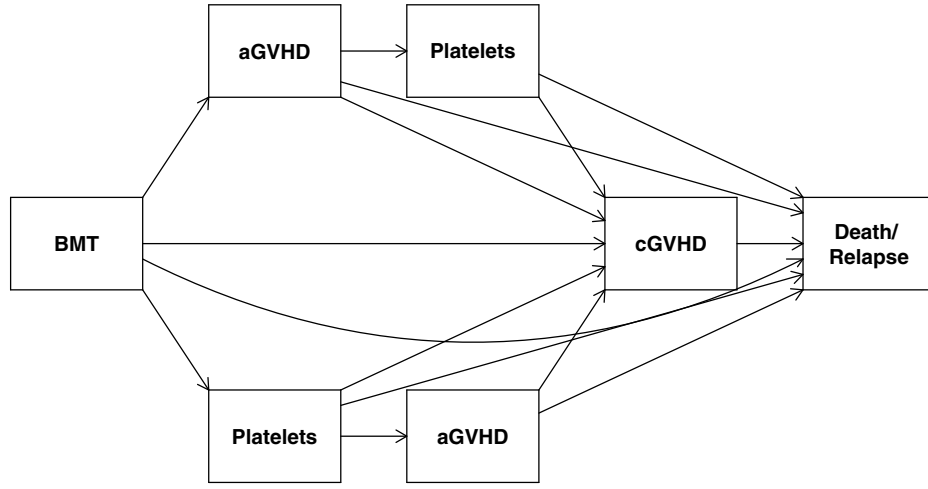 aGVHD
Platelets
BMT
cGVHD
Death/
Relapse
Platelets
aGVHD